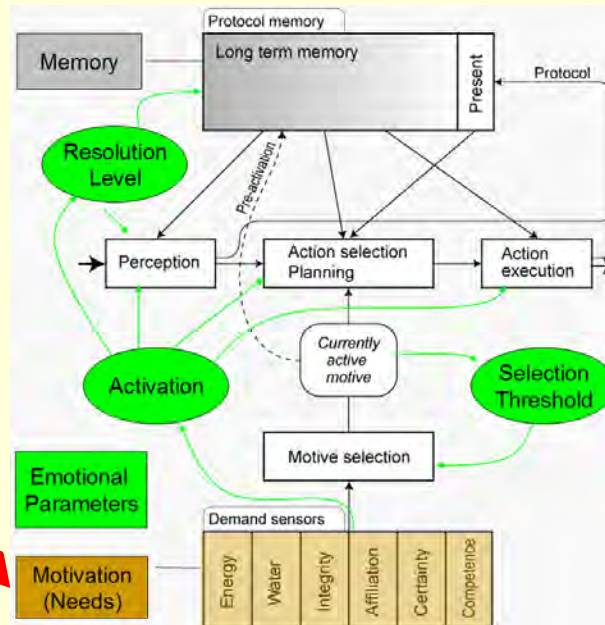 Protocol memory
Memory
Long term memory
Present
Protocol
Resolution
Level
Pre-activation
Perception
Action selection
Planning
Action
execution
Currently
active
motive
Activation
Selection
Threshold
Motive selection
Emotional
Parameters
Demand sensors
Motivation
(Needs)
Energy
Water
Integrity
Affiliation
Certainty
Competence